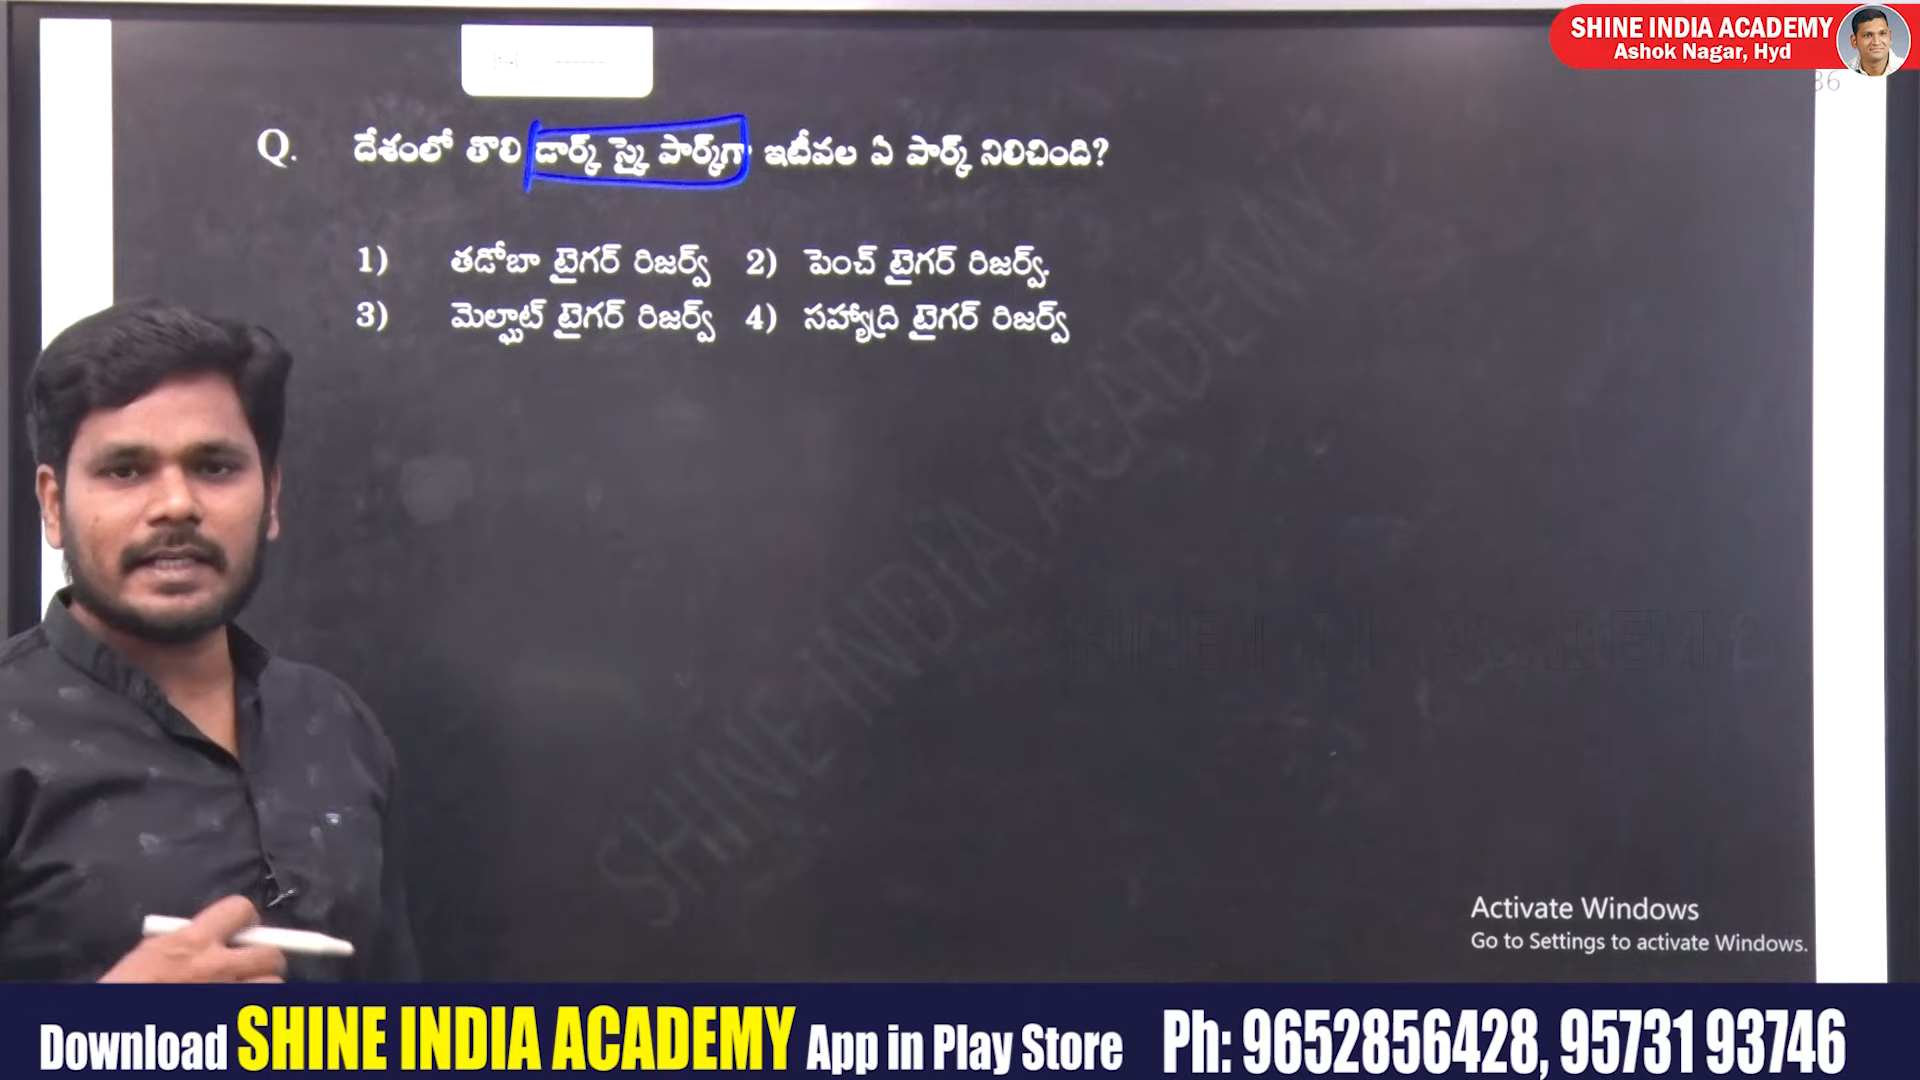 SHINE INDIA ACADEMY
Ashok Nagar, Hyd
36
Q. దేశంలో తొలి డార్క్ స్కై పార్క్‌గా ఇటీవల ఏ పార్క్ నిలిచింది?
1) తడోబా టైగర్ రిజర్వ్ 2) పెంచ్ టైగర్ రిజర్వ్.
3) మెల్ఘాట్ టైగర్ రిజర్వ్ 4) సహ్యాద్రి టైగర్ రిజర్వ్
SHINE INDIA ACADEMY
Activate Windows
Go to Settings to activate Windows.
Download SHINE INDIA ACADEMY App in Play Store Ph: 9652856428, 95731 93746